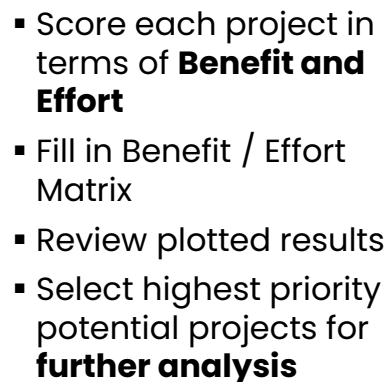 ▪ Score each project in
terms of Benefit and
Effort
▪ Fill in Benefit / Effort
Matrix
▪ Review plotted results
▪ Select highest priority
potential projects for
further analysis